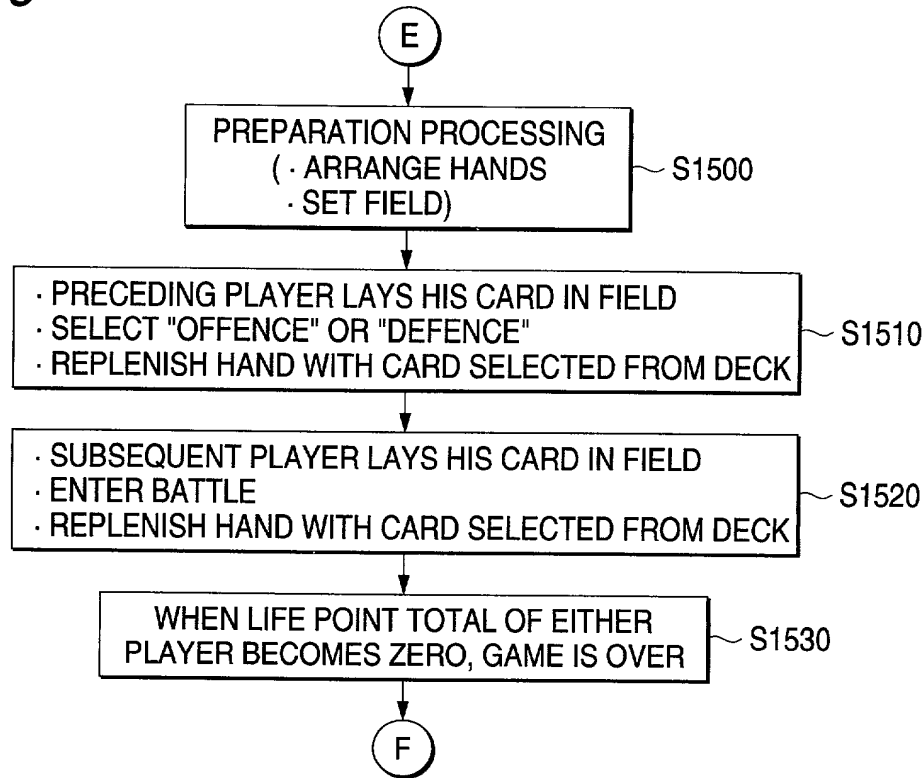 E
PREPARATION PROCESSING
( · ARRANGE HANDS
· SET FIELD)
S1500
· PRECEDING PLAYER LAYS HIS CARD IN FIELD
· SELECT "OFFENCE" OR "DEFENCE"
· REPLENISH HAND WITH CARD SELECTED FROM DECK
S1510
· SUBSEQUENT PLAYER LAYS HIS CARD IN FIELD
· ENTER BATTLE
· REPLENISH HAND WITH CARD SELECTED FROM DECK
S1520
WHEN LIFE POINT TOTAL OF EITHER
PLAYER BECOMES ZERO, GAME IS OVER
S1530
F